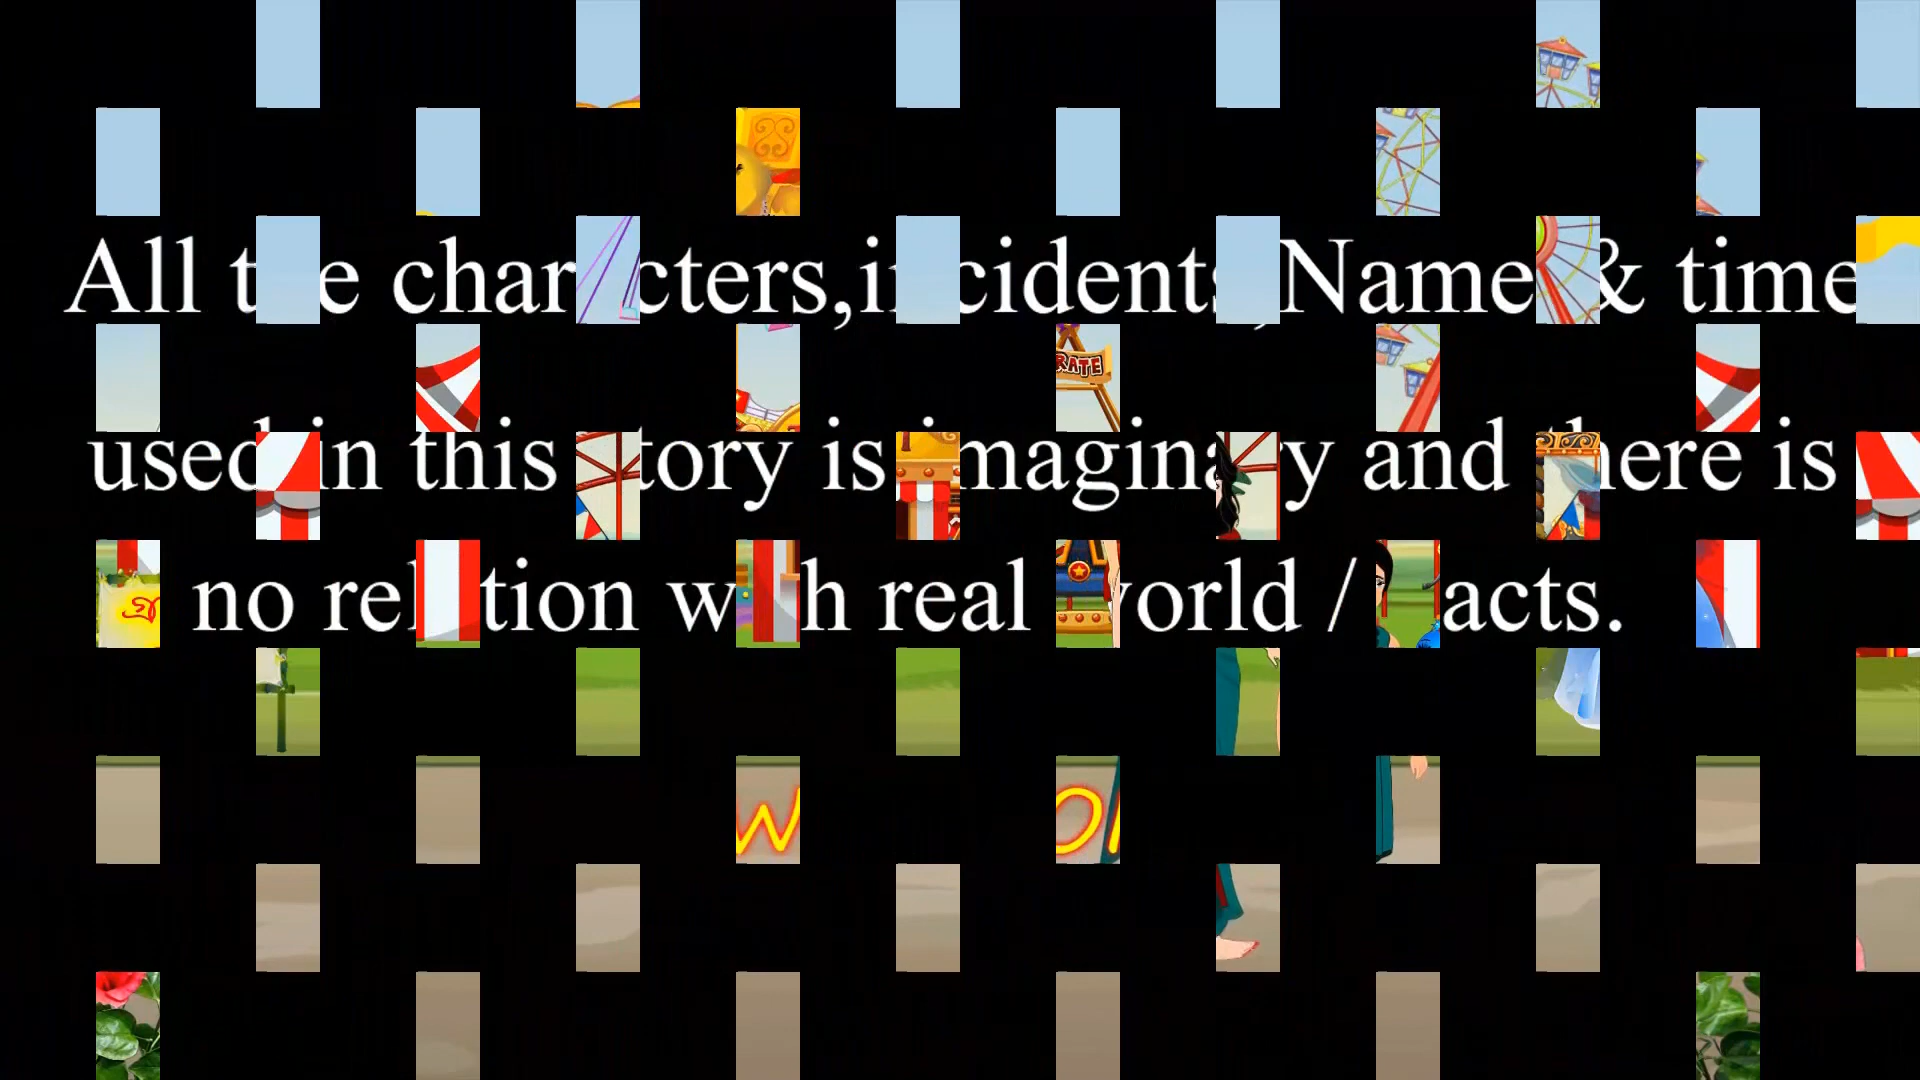 All the characters,incidents,Name & time
used in this story is imaginary and there is
no relation with real world / facts.
RATE
W